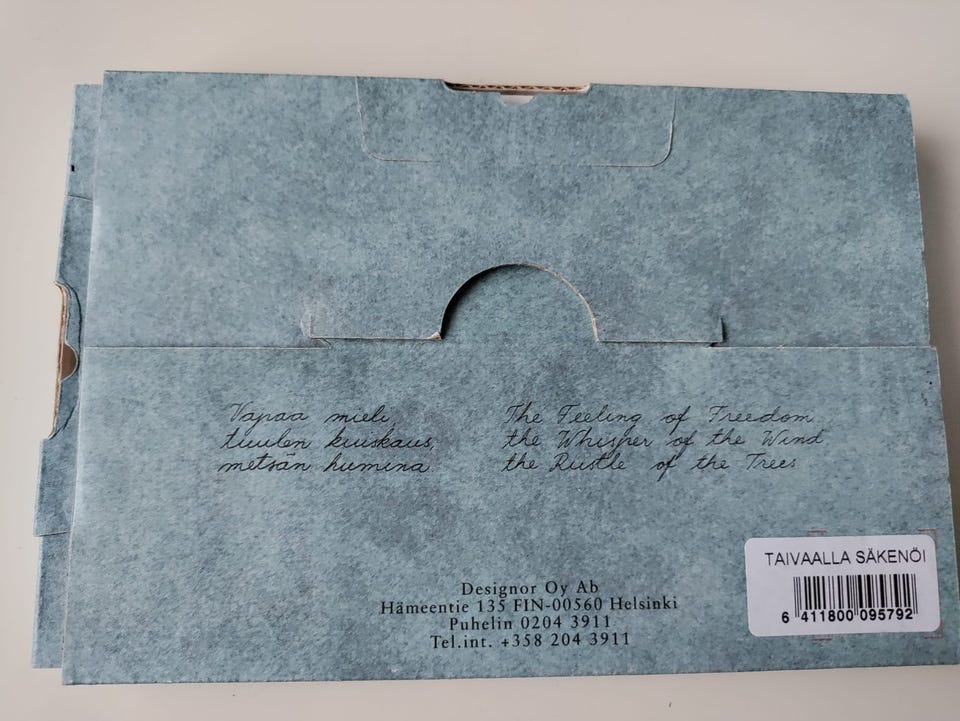 Vapaa mieli,
tuulen kuiskaus,
metsän humina
The Feeling of Freedom
the Whisper of the Wind
the Rustle of the Trees
Designor Oy Ab
Hämeentie 135 FIN-00560 Helsinki
Puhelin 0204 3911
Tel.int. +358 204 3911
TAIVAALLA SÄKENÖI
6 411800 095792